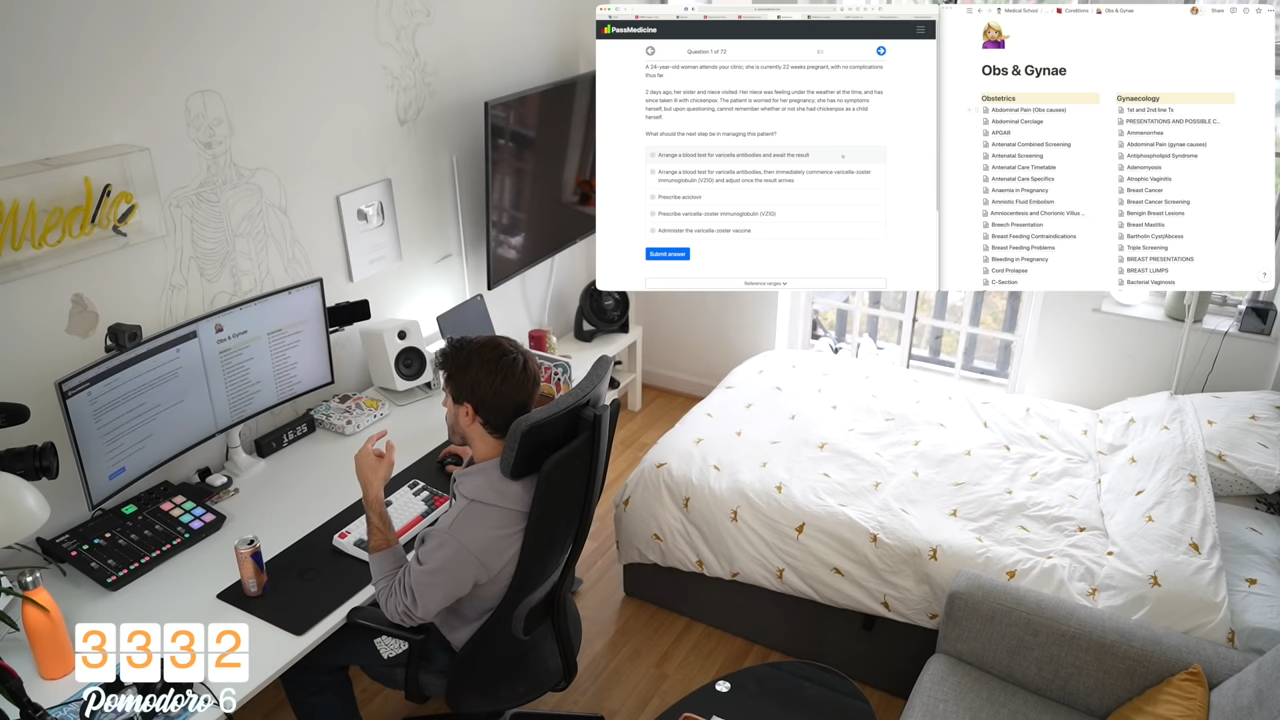 PassMedicine
Question 1 of 72
A 24-year-old woman attends your clinic; she is currently 22 weeks pregnant, with no complications
thus far.
2 days ago, her sister and niece visited. Her niece was feeling under the weather at the time, and has
since taken ill with chickenpox. The patient is worried for her pregnancy; she has no symptoms
herself, but upon questioning, cannot remember whether or not she had chickenpox as a child
herself.
What should the next step be in managing this patient?
Arrange a blood test for varicella antibodies and await the result
Arrange a blood test for varicella antibodies, then immediately commence varicella-zoster
immunoglobulin (VZIG) and adjust once the result arrives
Prescribe aciclovir
Prescribe varicella-zoster immunoglobulin (VZIG)
Administer the varicella-zoster vaccine
Submit answer
Reference ranges
Medical School
Conditions / Obs & Gynae
Share
Obs & Gynae
Obstetrics
Abdominal Pain (Obs causes)
Abdominal Cerclage
APGAR
Antenatal Combined Screening
Antenatal Screening
Antenatal Care Timetable
Antenatal Care Specifics
Anaemia in Pregnancy
Amniotic Fluid Embolism
Amniocentesis and Chorionic Villus ...
Breech Presentation
Breast Feeding Contraindications
Breast Feeding Problems
Bleeding in Pregnancy
Cord Prolapse
C-Section
Gynaecology
1st and 2nd line Tx
PRESENTATIONS AND POSSIBLE C...
Ammenorrhea
Abdominal Pain (gynae causes)
Antiphospholipid Syndrome
Adenomyosis
Atrophic Vaginitis
Breast Cancer
Breast Cancer Screening
Benigin Breast Lesions
Breast Mastitis
Bartholin Cyst/Abcess
Triple Screening
BREAST PRESENTATIONS
BREAST LUMPS
Bacterial Vaginosis
?
Medic
Obs & Gynae
16:25
3332
Pomodoro 6